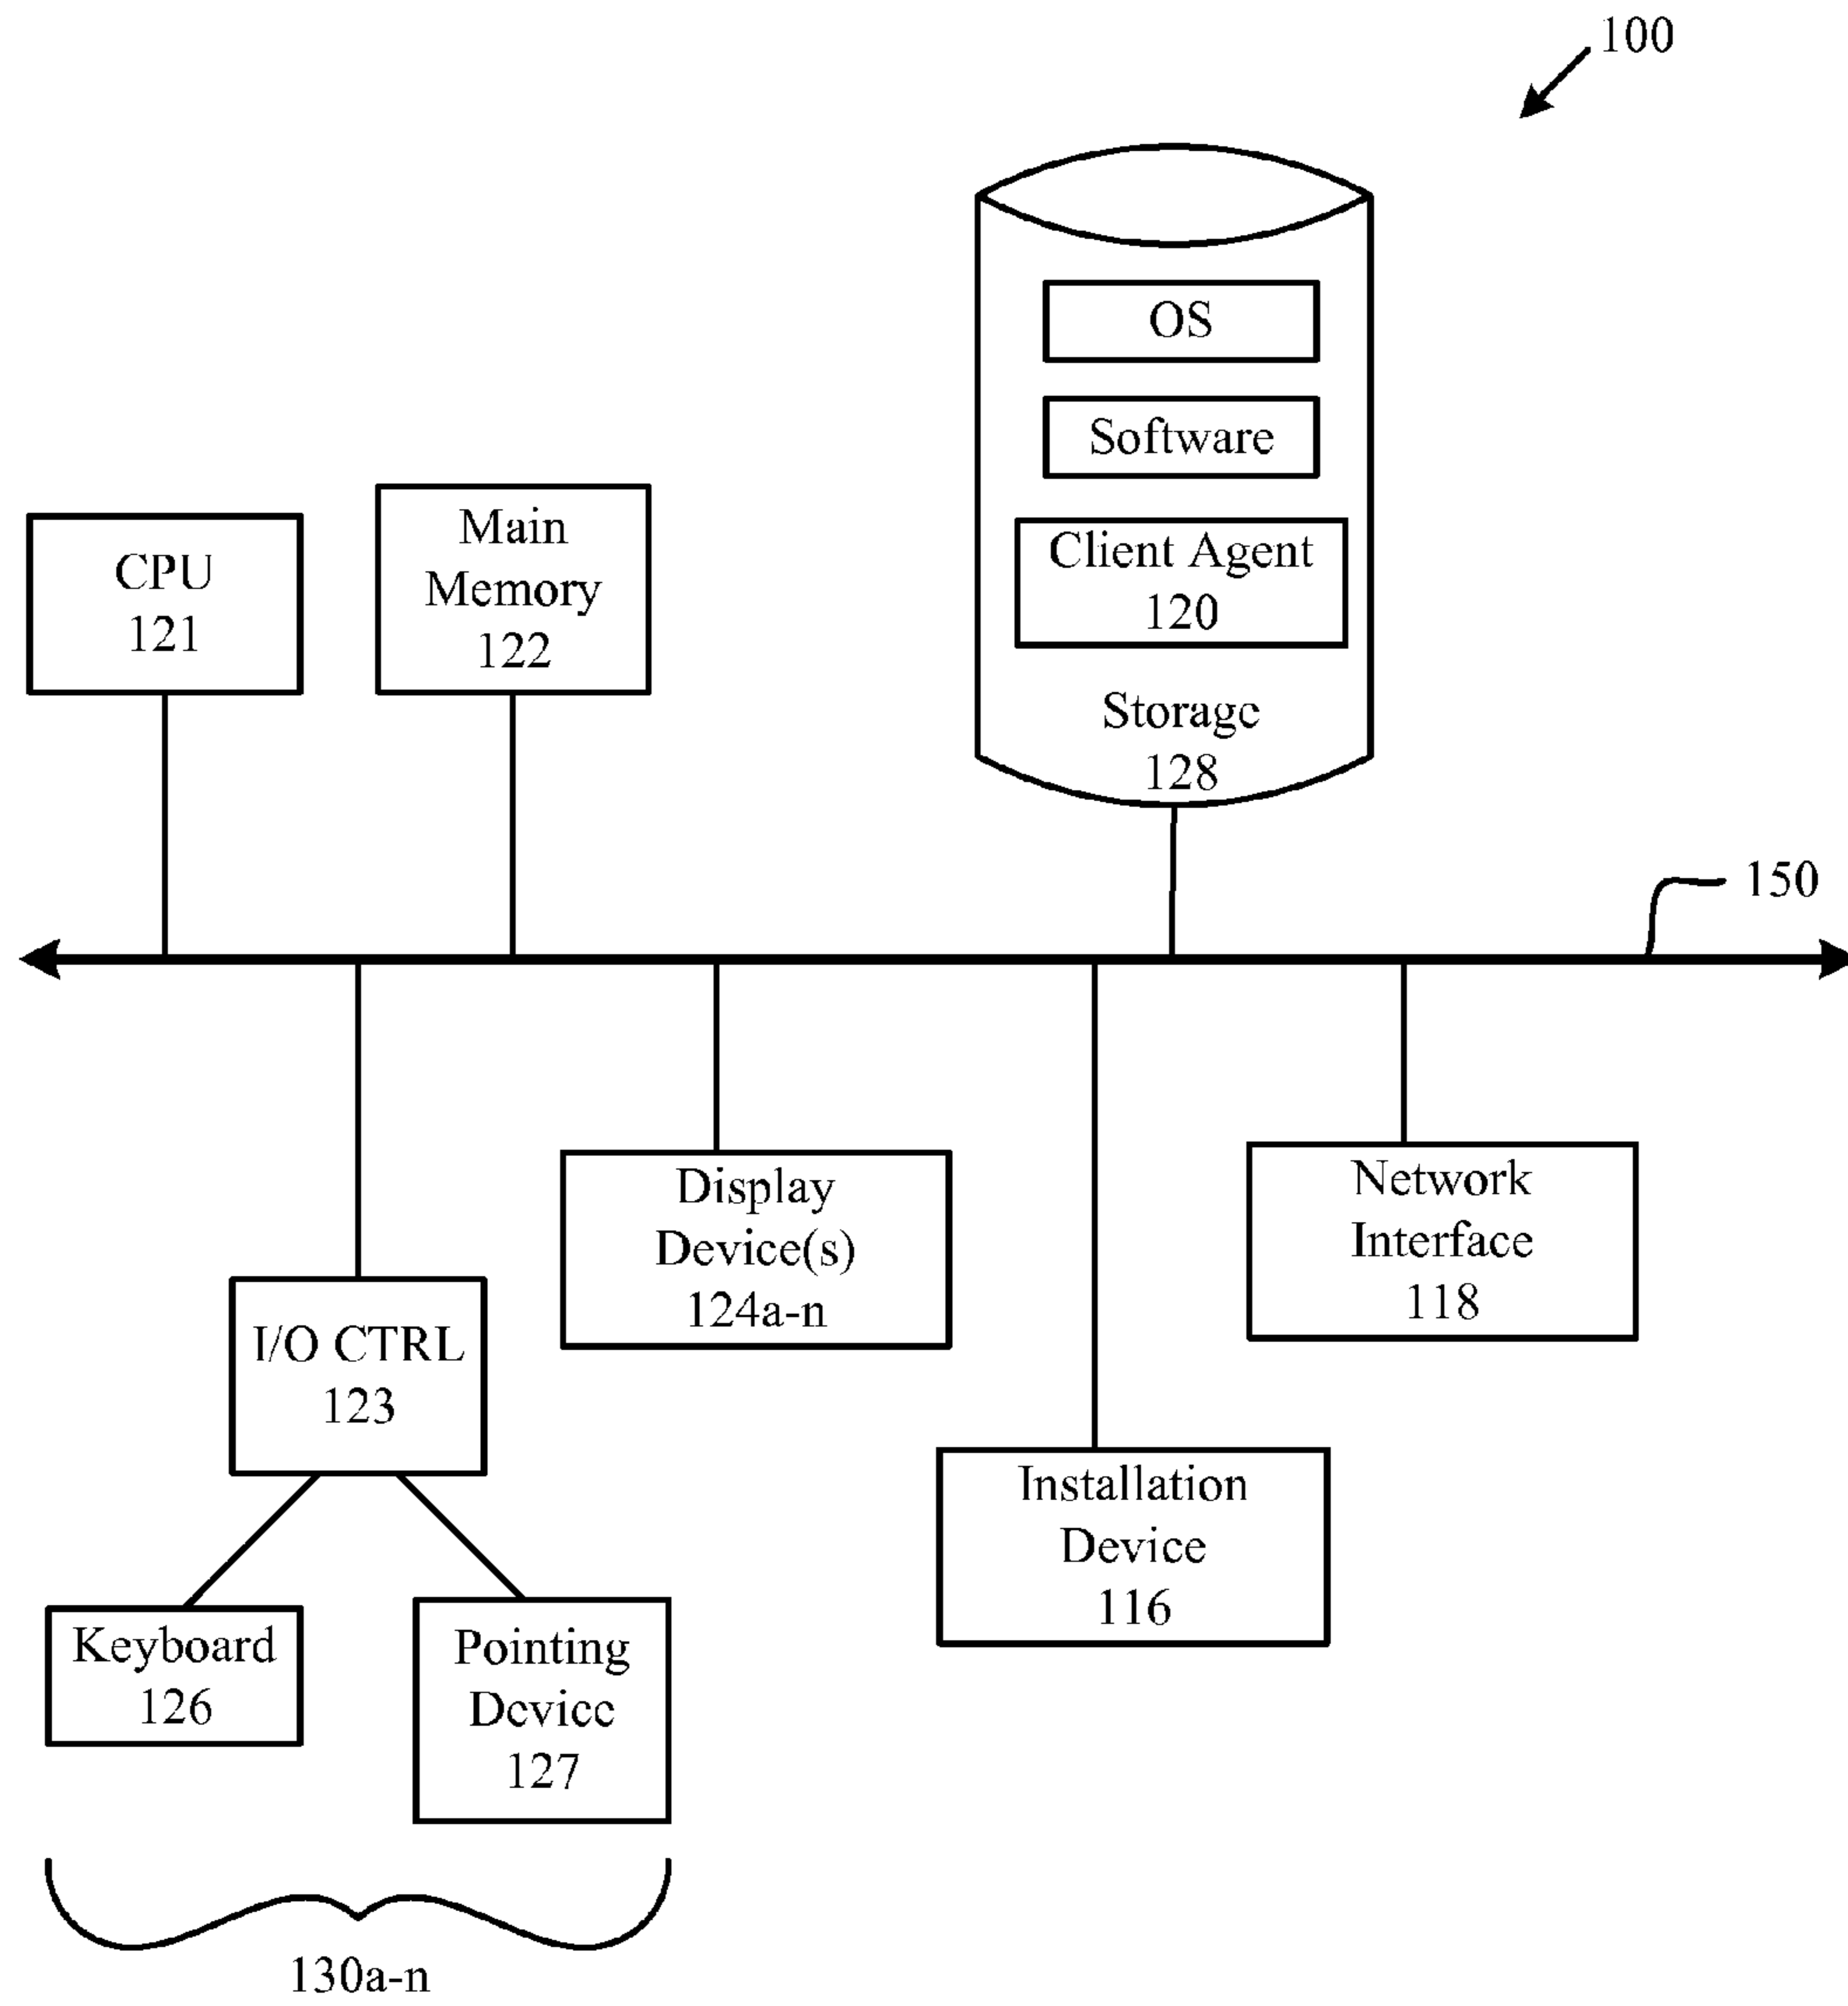 100
OS
Software
Client Agent
120
Storage
128
CPU
121
Main
Memory
122
150
Display
Device(s)
124a-n
Network
Interface
118
I/O CTRL
123
Installation
Device
116
Keyboard
126
Pointing
Device
127
130a-n